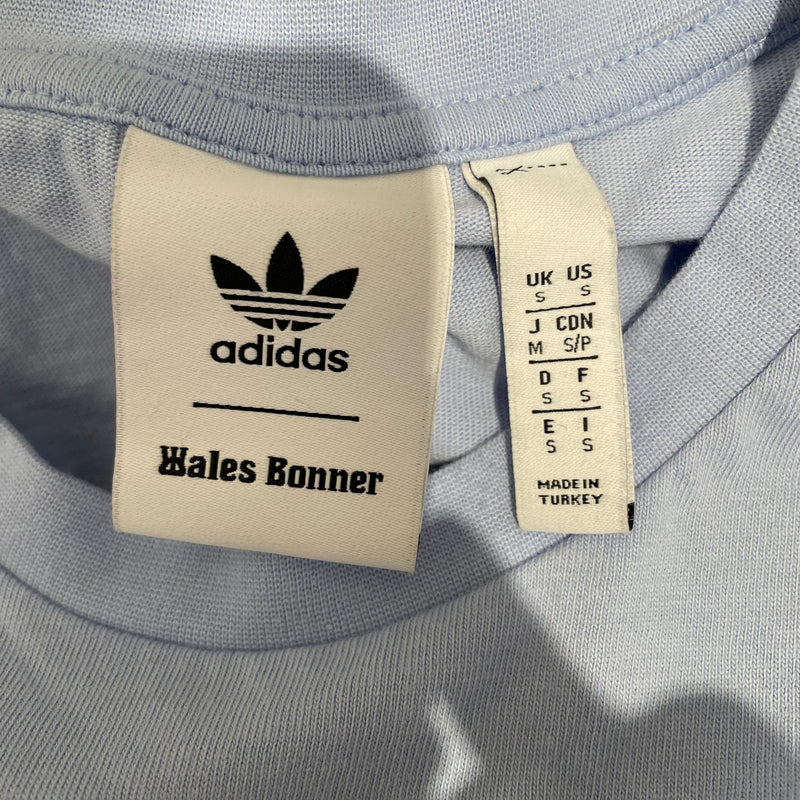 adidas
Wales Bonner
UK US
S S
J CDN
M S/P
D F
S S
E I
S S
MADE IN
TURKEY